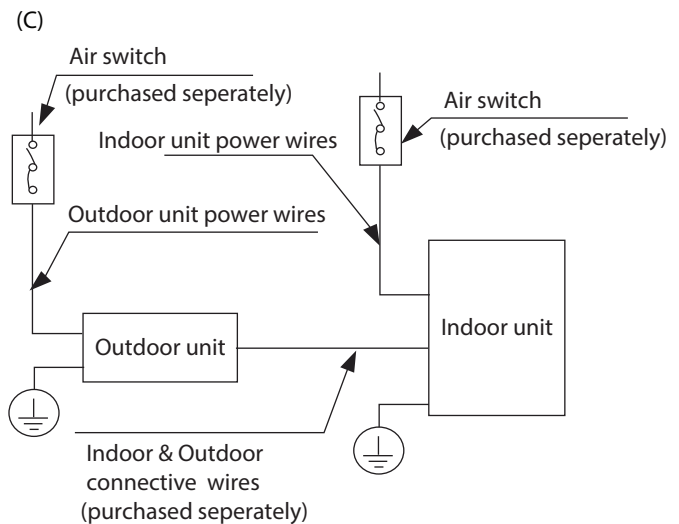 (C)
Air switch
(purchased seperately)
Air switch
(purchased seperately)
Indoor unit power wires
Outdoor unit power wires
Outdoor unit
Indoor unit
Indoor & Outdoor
connective wires
(purchased seperately)